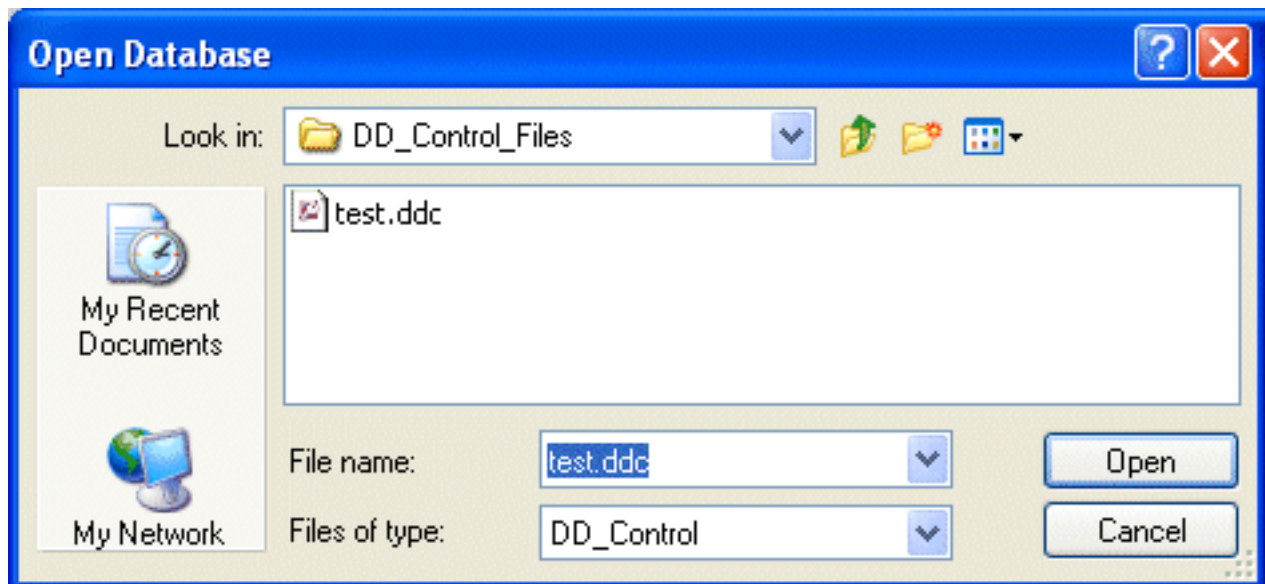 Open Database
?
Look in: DD_Control_Files
test.ddc
My Recent
Documents
My Network
File name: test.ddc Open
Files of type: DD_Control Cancel